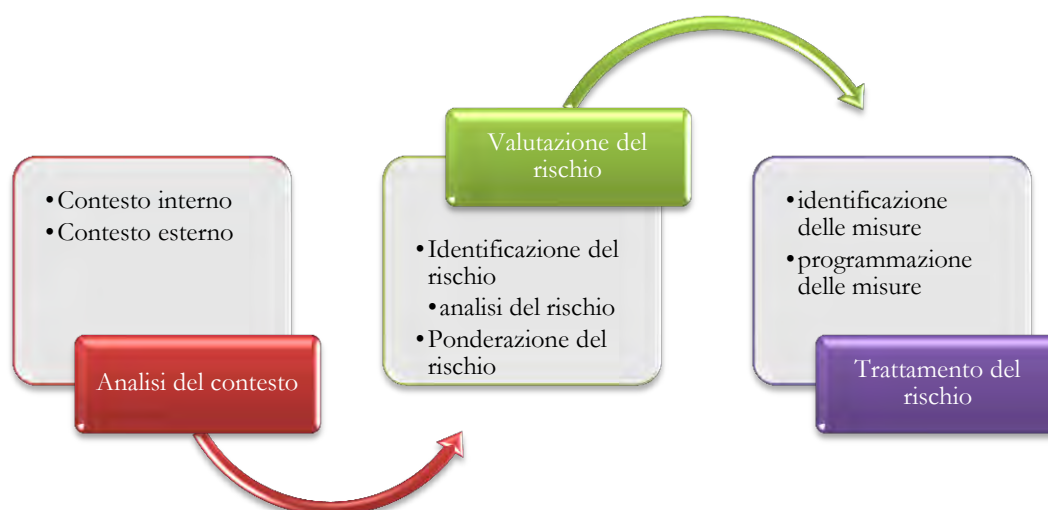 •Contesto interno
•Contesto esterno
Analisi del contesto
Valutazione del
rischio
•Identificazione del
rischio
•analisi del rischio
•Ponderazione del
rischio
•identificazione
delle misure
•programmazione
delle misure
Trattamento del
rischio